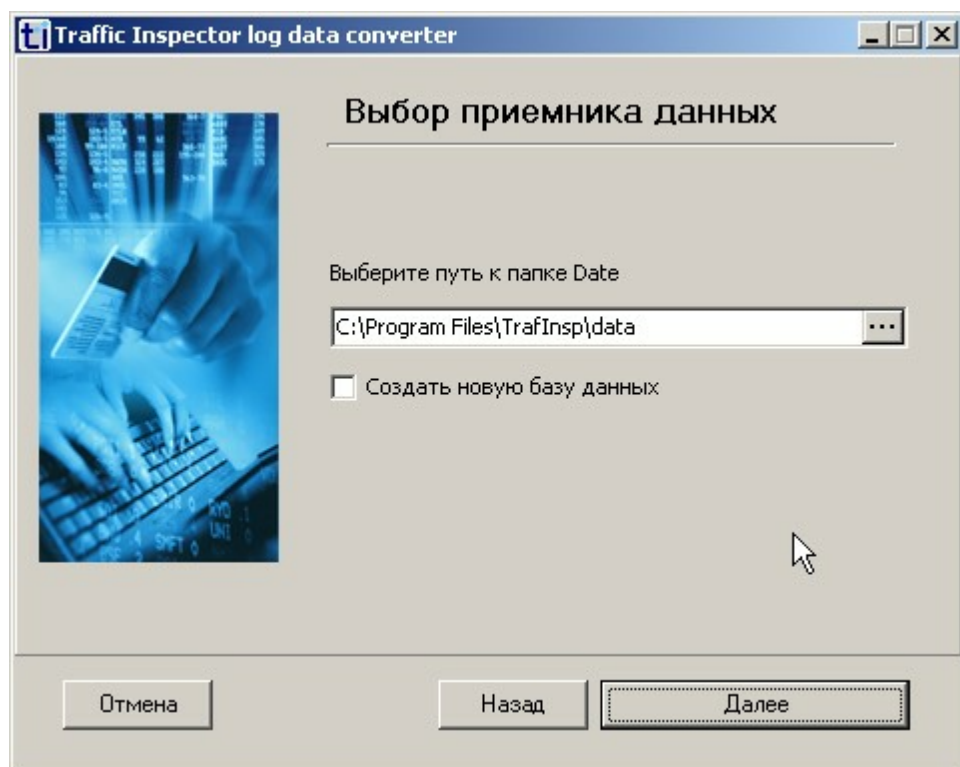 Traffic Inspector log data converter
Выбор приемника данных
Выберите путь к папке Date
C:\Program Files\TrafInsp\data
...
Создать новую базу данных
Отмена
Назад
Далее